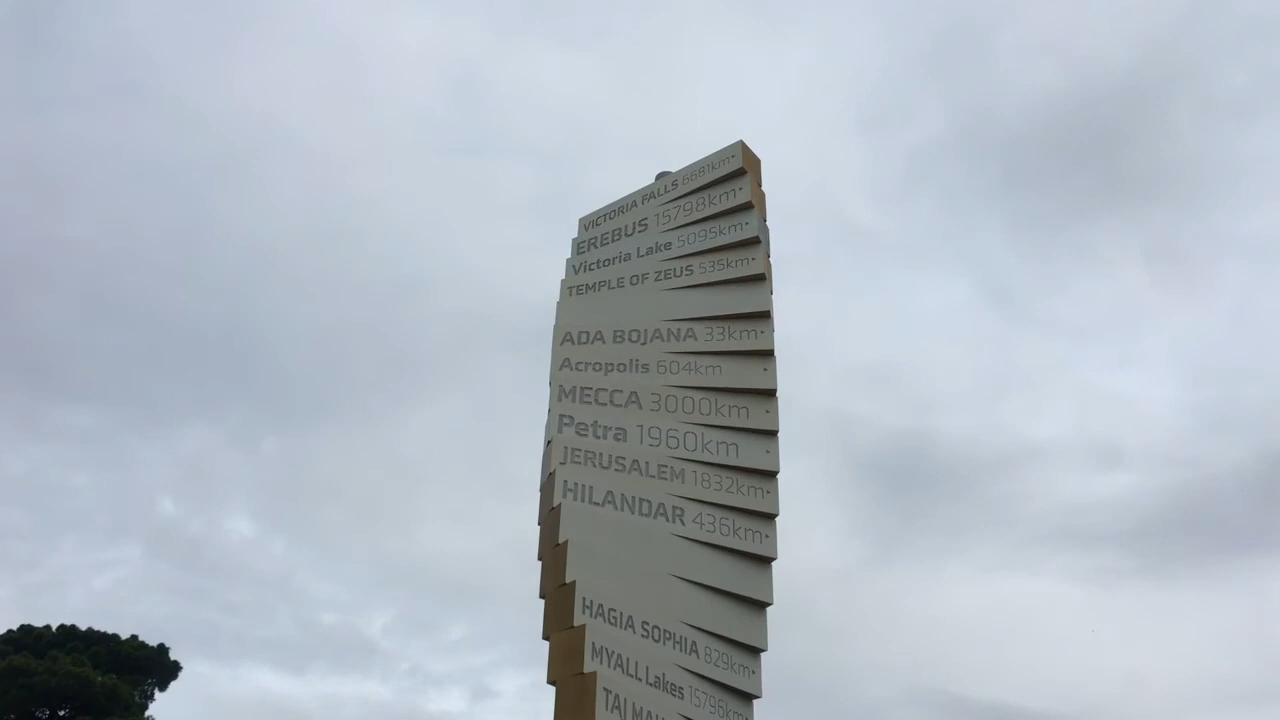 VICTORIA FALLS 6681km
EREBUS 15798km
Victoria Lake 5095km
TEMPLE OF ZEUS 535km
ADA BOJANA 33km
Acropolis 604km
MECCA 3000km
Petra 1960km
JERUSALEM 1832km
HILANDAR 436km
HAGIA SOPHIA 829km
MYALL Lakes 15796km
TAJ